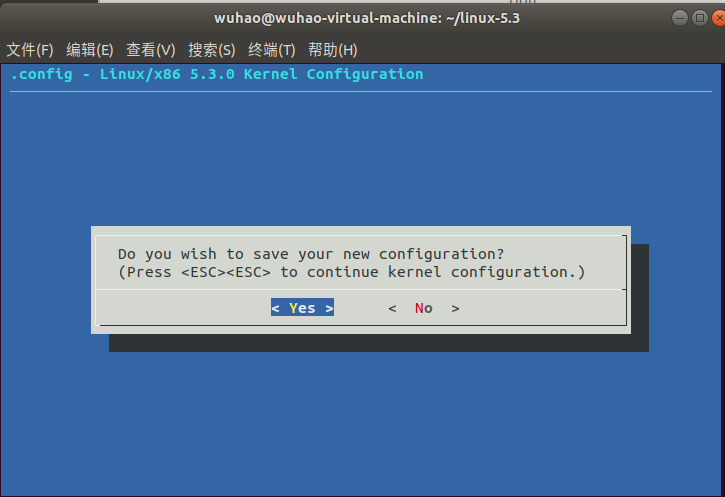 wuhao@wuhao-virtual-machine: ~/linux-5.3
文件(F) 编辑(E) 查看(V) 搜索(S) 终端(T) 帮助(H)
.config - Linux/x86 5.3.0 Kernel Configuration
Do you wish to save your new configuration?
(Press <ESC><ESC> to continue kernel configuration.)
< Yes > < No >